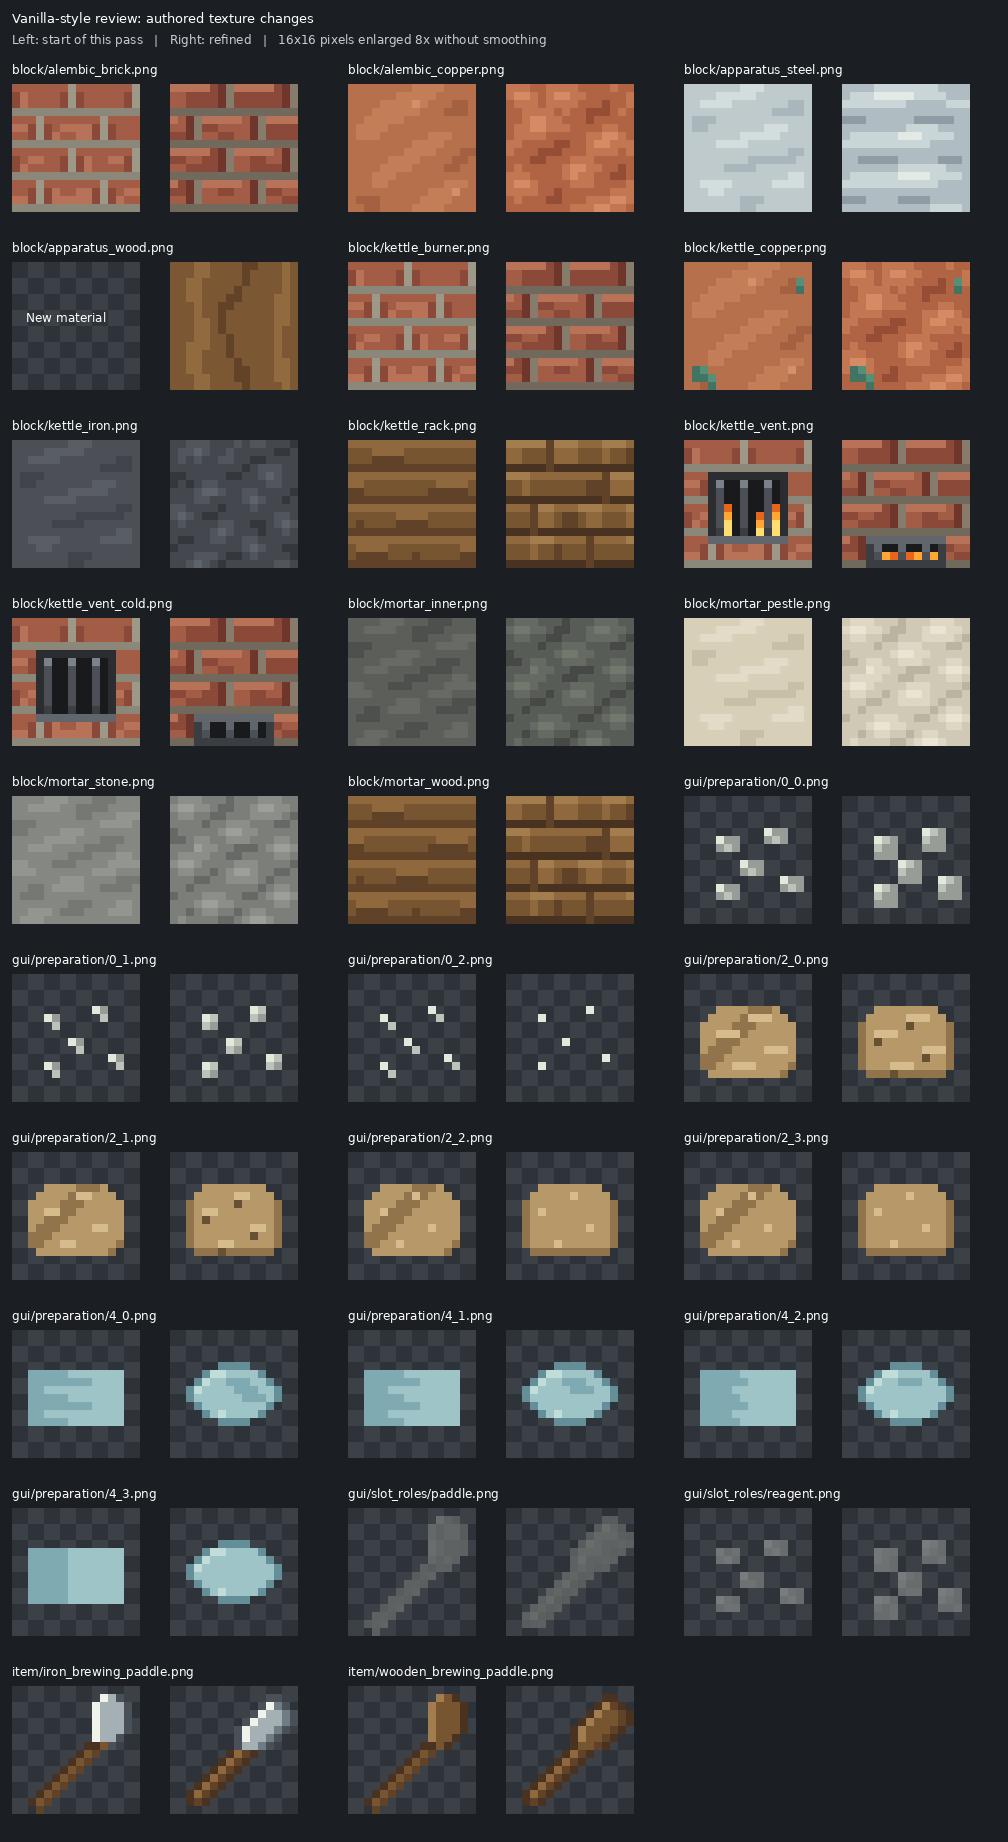 Vanilla-style review: authored texture changes
Left: start of this pass | Right: refined | 16x16 pixels enlarged 8x without smoothing
block/alembic_brick.png
block/alembic_copper.png
block/apparatus_steel.png
block/apparatus_wood.png
block/kettle_burner.png
block/kettle_copper.png
New material
block/kettle_iron.png
block/kettle_rack.png
block/kettle_vent.png
block/kettle_vent_cold.png
block/mortar_inner.png
block/mortar_pestle.png
block/mortar_stone.png
block/mortar_wood.png
gui/preparation/0_0.png
gui/preparation/0_1.png
gui/preparation/0_2.png
gui/preparation/2_0.png
gui/preparation/2_1.png
gui/preparation/2_2.png
gui/preparation/2_3.png
gui/preparation/4_0.png
gui/preparation/4_1.png
gui/preparation/4_2.png
gui/preparation/4_3.png
gui/slot_roles/paddle.png
gui/slot_roles/reagent.png
item/iron_brewing_paddle.png
item/wooden_brewing_paddle.png